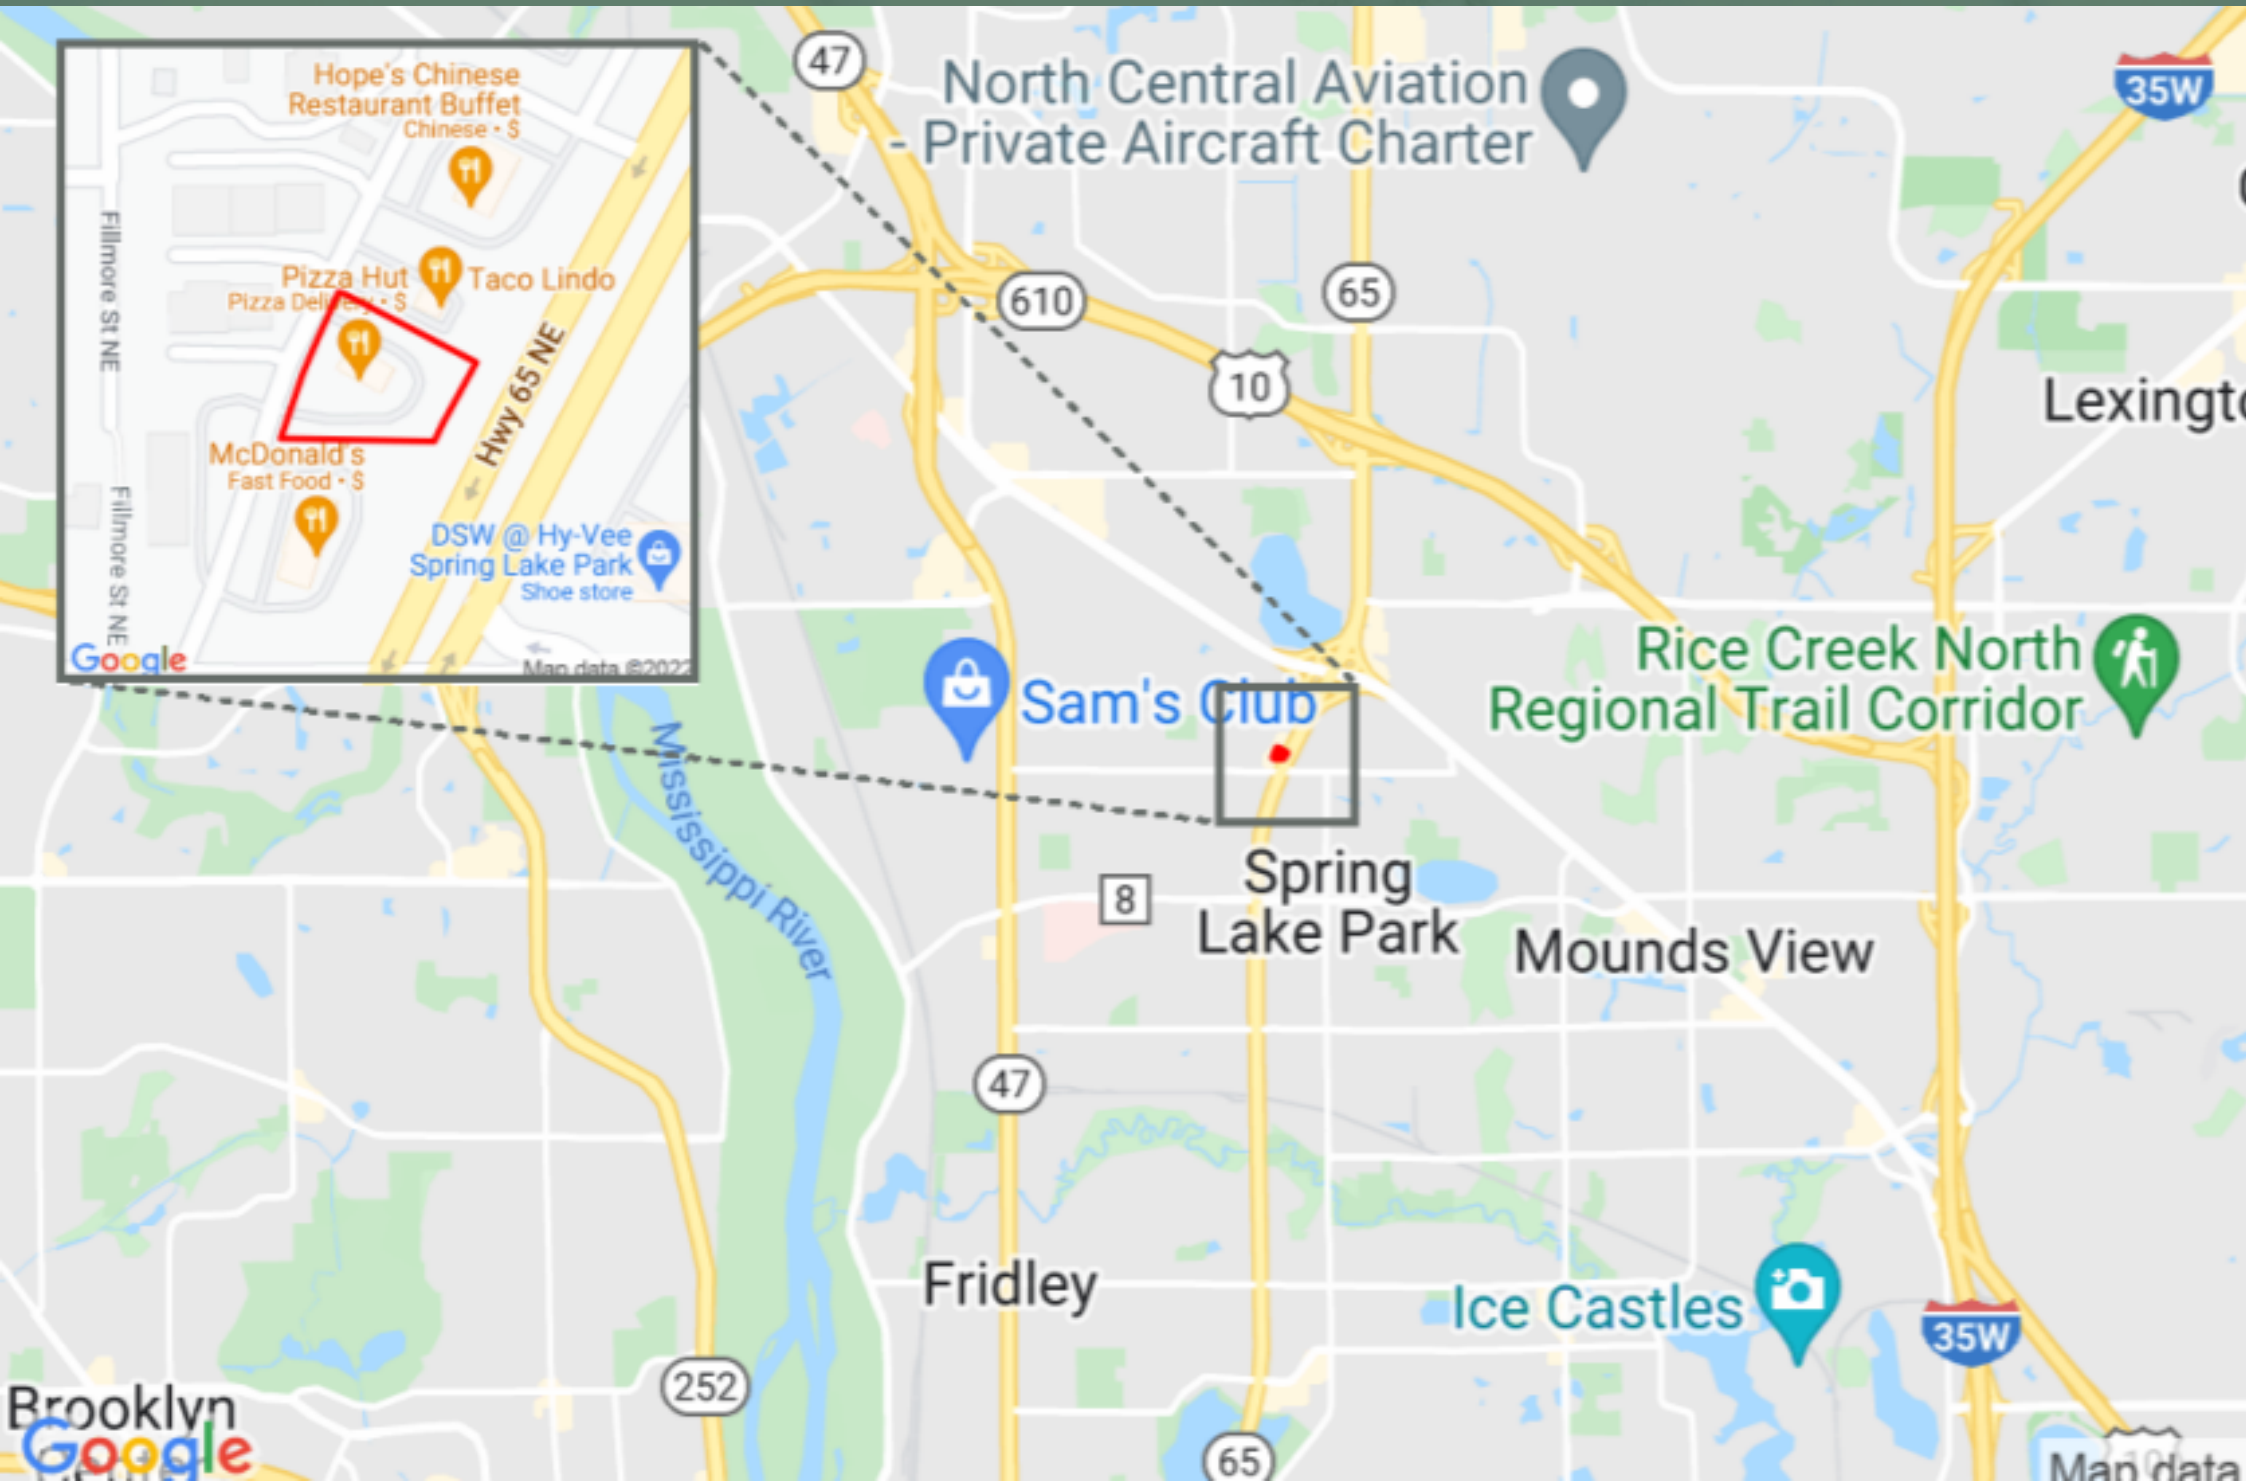 Hope's Chinese
Restaurant Buffet
Chinese • $
Pizza Hut
Pizza Delivery • $
Taco Lindo
Fillmore St NE
Hwy 65 NE
McDonald's
Fast Food • $
Fillmore St NE
DSW @ Hy-Vee
Spring Lake Park
Shoe store
Google
Map data ©2022
47
North Central Aviation
- Private Aircraft Charter
35W
610
65
10
Lexingto
Rice Creek North
Regional Trail Corridor
Sam's Club
Mississippi River
8
Spring
Lake Park
Mounds View
47
Fridley
Ice Castles
35W
252
Brooklyn
Google
65
10
Map data